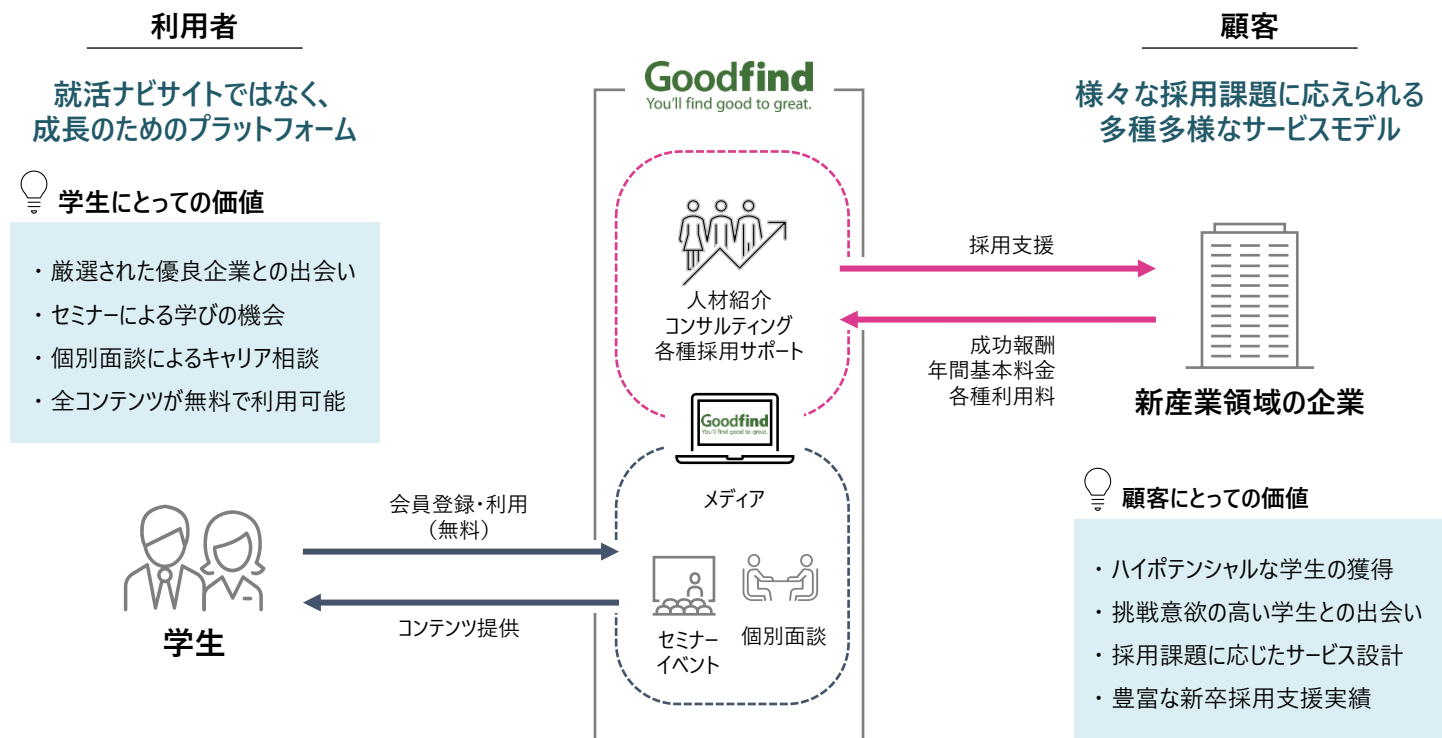 利用者
就活ナビサイトではなく、
成長のためのプラットフォーム
学生にとっての価値
・厳選された優良企業との出会い
・セミナーによる学びの機会
・個別面談によるキャリア相談
・全コンテンツが無料で利用可能
学生
会員登録・利用
（無料）
コンテンツ提供
Goodfind
You'll find good to great.
人材紹介
コンサルティング
各種採用サポート
Goodfind
You'll find good to great.
メディア
セミナー
イベント
個別面談
採用支援
成功報酬
年間基本料金
各種利用料
顧客
様々な採用課題に応えられる
多種多様なサービスモデル
新産業領域の企業
顧客にとっての価値
・ハイポテンシャルな学生の獲得
・挑戦意欲の高い学生との出会い
・採用課題に応じたサービス設計
・豊富な新卒採用支援実績